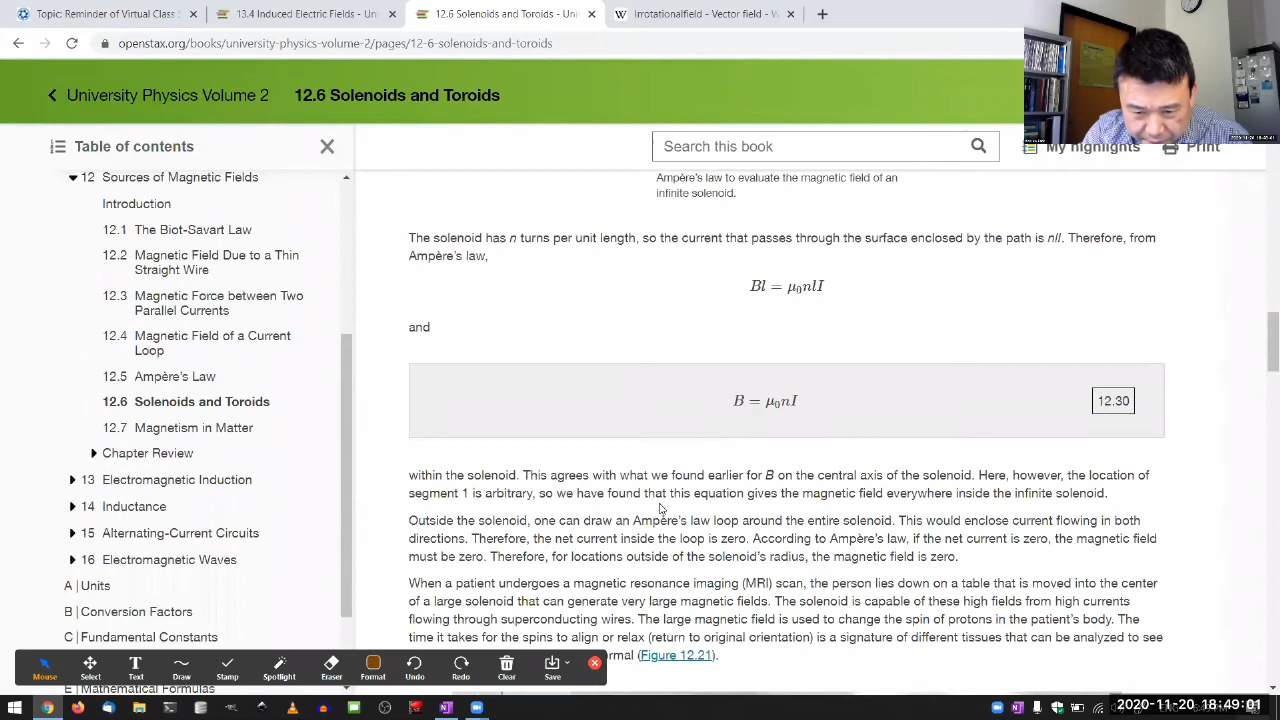 Topic: Reminder of Virtual Class S
13.4 Induced Electric Fields - Uni
12.6 Solenoids and Toroids - Univ
Irrotationalfield - Vector field - W
openstax.org/books/university-physics-volume-2/pages/12-6-solenoids-and-toroids
University Physics Volume 2
12.6 Solenoids and Toroids
Table of contents
Search this book
My highlights
Print
12 Sources of Magnetic Fields
Introduction
12.1 The Biot-Savart Law
12.2 Magnetic Field Due to a Thin
Straight Wire
12.3 Magnetic Force between Two
Parallel Currents
12.4 Magnetic Field of a Current
Loop
12.5 Ampère's Law
12.6 Solenoids and Toroids
12.7 Magnetism in Matter
Chapter Review
13 Electromagnetic Induction
14 Inductance
15 Alternating-Current Circuits
16 Electromagnetic Waves
A | Units
B | Conversion Factors
C | Fundamental Constants
E | Mathematical Formulas
Ampère's law to evaluate the magnetic field of an
infinite solenoid.
The solenoid has n turns per unit length, so the current that passes through the surface enclosed by the path is nlI. Therefore, from
Ampère's law,
Bl = μ₀nlI
and
B = μ₀nI
12.30
within the solenoid. This agrees with what we found earlier for B on the central axis of the solenoid. Here, however, the location of
segment 1 is arbitrary, so we have found that this equation gives the magnetic field everywhere inside the infinite solenoid.
Outside the solenoid, one can draw an Ampère's law loop around the entire solenoid. This would enclose current flowing in both
directions. Therefore, the net current inside the loop is zero. According to Ampère's law, if the net current is zero, the magnetic field
must be zero. Therefore, for locations outside of the solenoid's radius, the magnetic field is zero.
When a patient undergoes a magnetic resonance imaging (MRI) scan, the person lies down on a table that is moved into the center
of a large solenoid that can generate very large magnetic fields. The solenoid is capable of these high fields from high currents
flowing through superconducting wires. The large magnetic field is used to change the spin of protons in the patient's body. The
time it takes for the spins to align or relax (return to original orientation) is a signature of different tissues that can be analyzed to see
ormal (Figure 12.21).
Mouse
Select
Text
Draw
Stamp
Spotlight
Eraser
Format
Undo
Redo
Clear
Save
2020-11-20 18:49:01